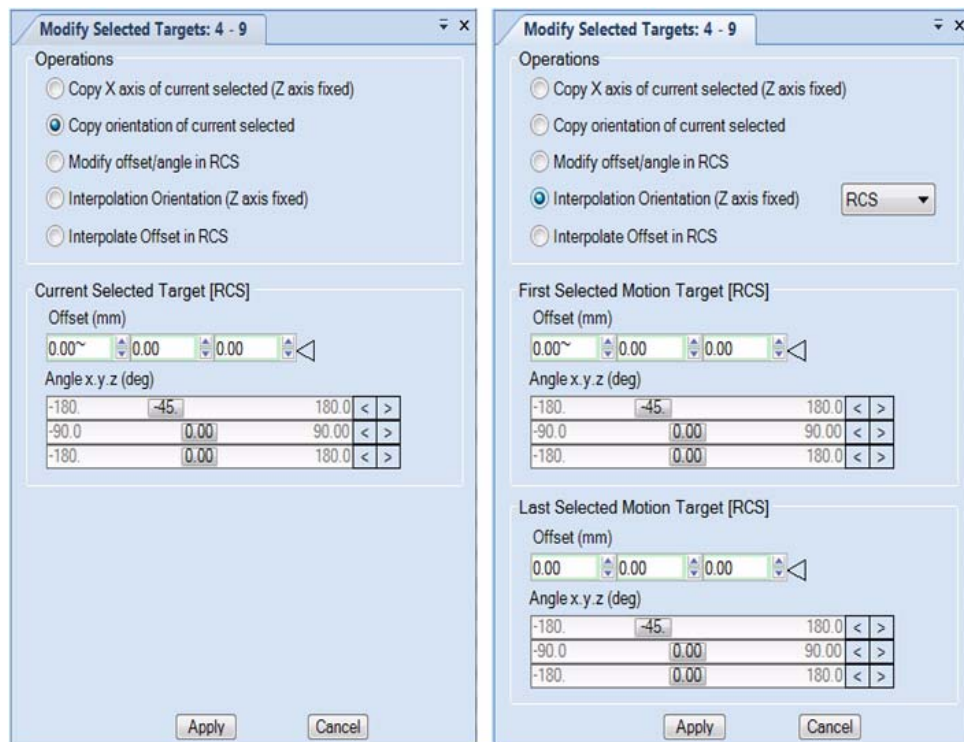 Modify Selected Targets: 4 - 9
Operations
Copy X axis of current selected (Z axis fixed)
Copy orientation of current selected
Modify offset/angle in RCS
Interpolation Orientation (Z axis fixed)
Interpolate Offset in RCS
Current Selected Target [RCS]
Offset (mm)
0.00~ 0.00 0.00
Angle x.y.z (deg)
-180. -45. 180.0 < >
-90.0 0.00 90.00 < >
-180. 0.00 180.0 < >
Apply Cancel
Modify Selected Targets: 4 - 9
Operations
Copy X axis of current selected (Z axis fixed)
Copy orientation of current selected
Modify offset/angle in RCS
Interpolation Orientation (Z axis fixed) RCS
Interpolate Offset in RCS
First Selected Motion Target [RCS]
Offset (mm)
0.00~ 0.00 0.00
Angle x.y.z (deg)
-180. -45. 180.0 < >
-90.0 0.00 90.00 < >
-180. 0.00 180.0 < >
Last Selected Motion Target [RCS]
Offset (mm)
0.00 0.00 0.00
Angle x.y.z (deg)
-180. -45. 180.0 < >
-90.0 0.00 90.00 < >
-180. 0.00 180.0 < >
Apply Cancel